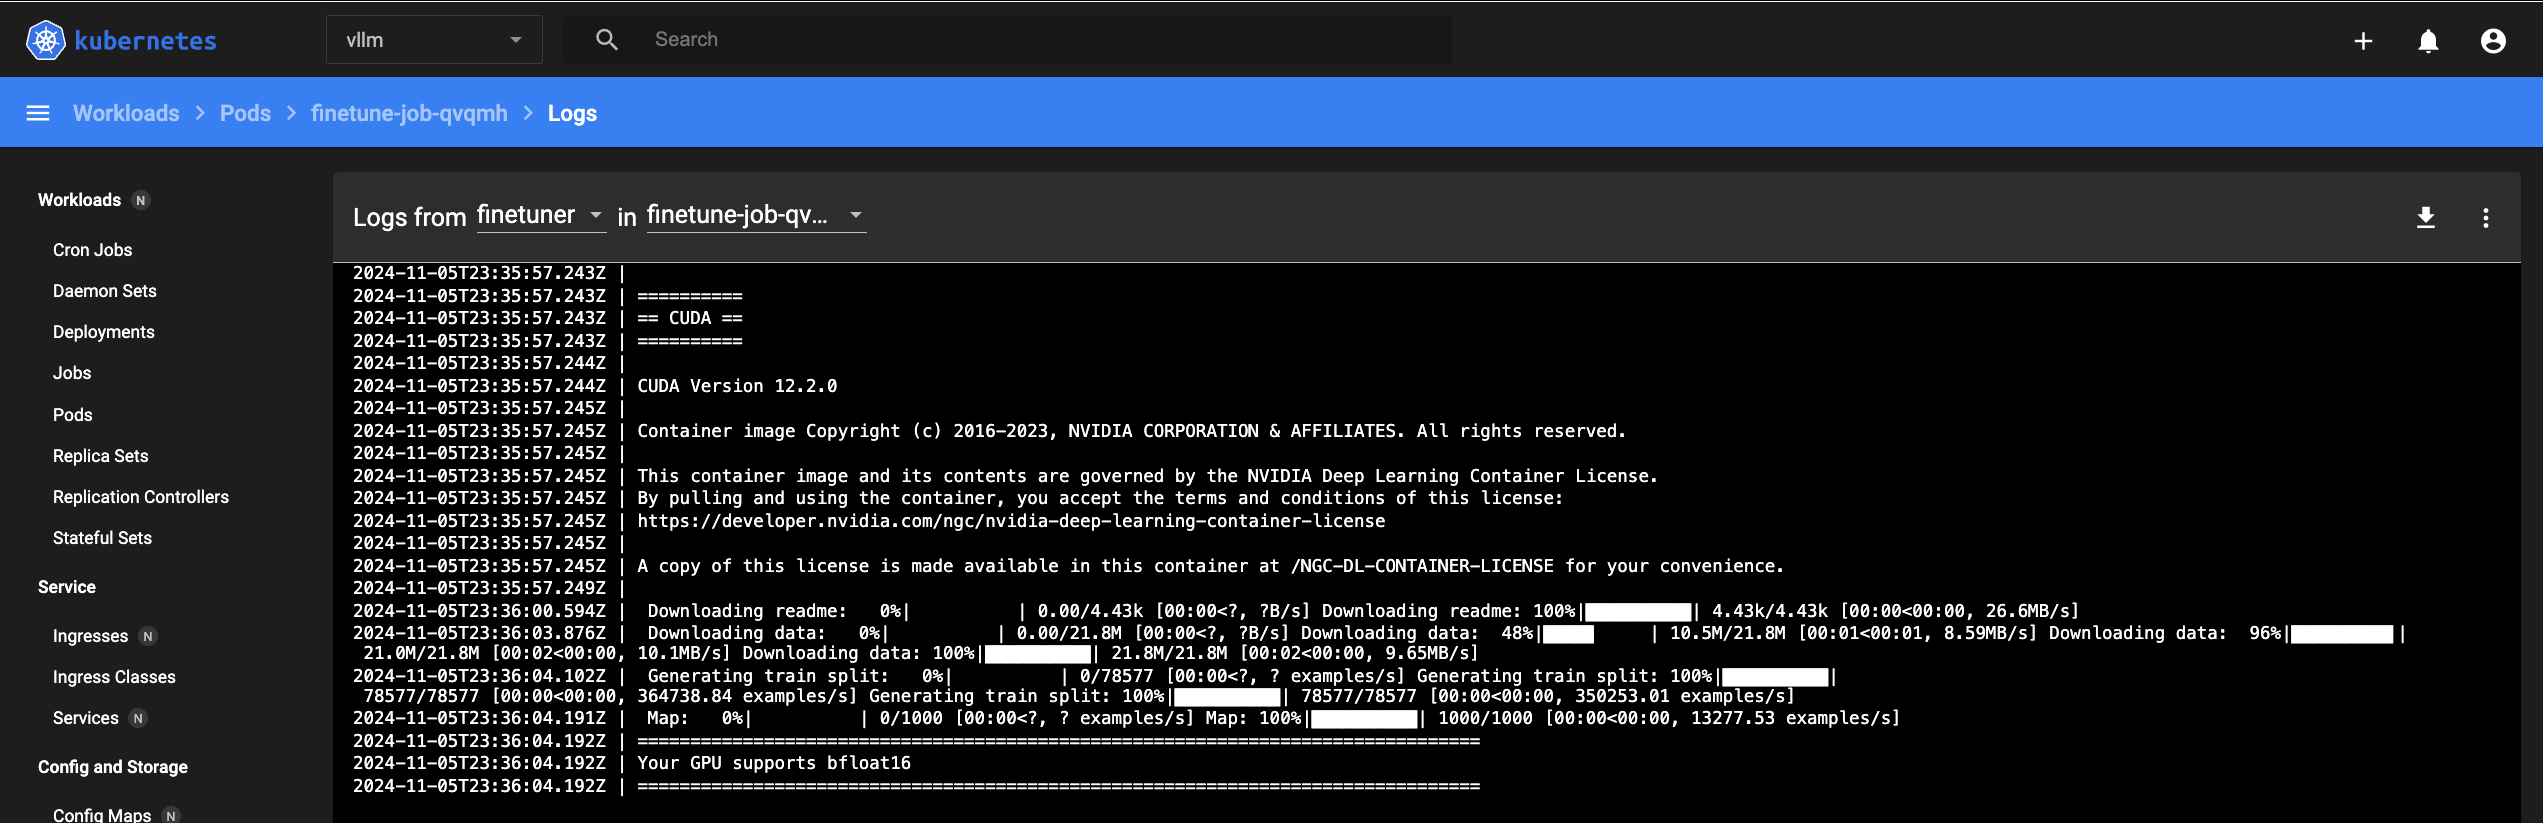 kubernetes
vllm
Search
Workloads > Pods > finetune-job-qvqmh > Logs
Workloads N
Cron Jobs
Daemon Sets
Deployments
Jobs
Pods
Replica Sets
Replication Controllers
Stateful Sets
Service
Ingresses N
Ingress Classes
Services N
Config and Storage
Config Maps N
Logs from finetuner in finetune-job-qv...
2024-11-05T23:35:57.243Z |
2024-11-05T23:35:57.243Z | ==========
2024-11-05T23:35:57.243Z | == CUDA ==
2024-11-05T23:35:57.243Z | ==========
2024-11-05T23:35:57.244Z |
2024-11-05T23:35:57.244Z | CUDA Version 12.2.0
2024-11-05T23:35:57.245Z |
2024-11-05T23:35:57.245Z | Container image Copyright (c) 2016-2023, NVIDIA CORPORATION & AFFILIATES. All rights reserved.
2024-11-05T23:35:57.245Z |
2024-11-05T23:35:57.245Z | This container image and its contents are governed by the NVIDIA Deep Learning Container License.
2024-11-05T23:35:57.245Z | By pulling and using the container, you accept the terms and conditions of this license:
2024-11-05T23:35:57.245Z | https://developer.nvidia.com/ngc/nvidia-deep-learning-container-license
2024-11-05T23:35:57.245Z |
2024-11-05T23:35:57.245Z | A copy of this license is made available in this container at /NGC-DL-CONTAINER-LICENSE for your convenience.
2024-11-05T23:35:57.249Z |
2024-11-05T23:36:00.594Z | Downloading readme: 0%| | 0.00/4.43k [00:00<?, ?B/s] Downloading readme: 100%|██████████| 4.43k/4.43k [00:00<00:00, 26.6MB/s]
2024-11-05T23:36:03.876Z | Downloading data: 0%| | 0.00/21.8M [00:00<?, ?B/s] Downloading data: 48%|████▊ | 10.5M/21.8M [00:01<00:01, 8.59MB/s] Downloading data: 96%|█████████▋|
21.0M/21.8M [00:02<00:00, 10.1MB/s] Downloading data: 100%|██████████| 21.8M/21.8M [00:02<00:00, 9.65MB/s]
2024-11-05T23:36:04.102Z | Generating train split: 0%| | 0/78577 [00:00<?, ? examples/s] Generating train split: 100%|██████████|
78577/78577 [00:00<00:00, 364738.84 examples/s] Generating train split: 100%|██████████| 78577/78577 [00:00<00:00, 350253.01 examples/s]
2024-11-05T23:36:04.191Z | Map: 0%| | 0/1000 [00:00<?, ? examples/s] Map: 100%|██████████| 1000/1000 [00:00<00:00, 13277.53 examples/s]
2024-11-05T23:36:04.192Z | ================================================================================
2024-11-05T23:36:04.192Z | Your GPU supports bfloat16
2024-11-05T23:36:04.192Z | ================================================================================